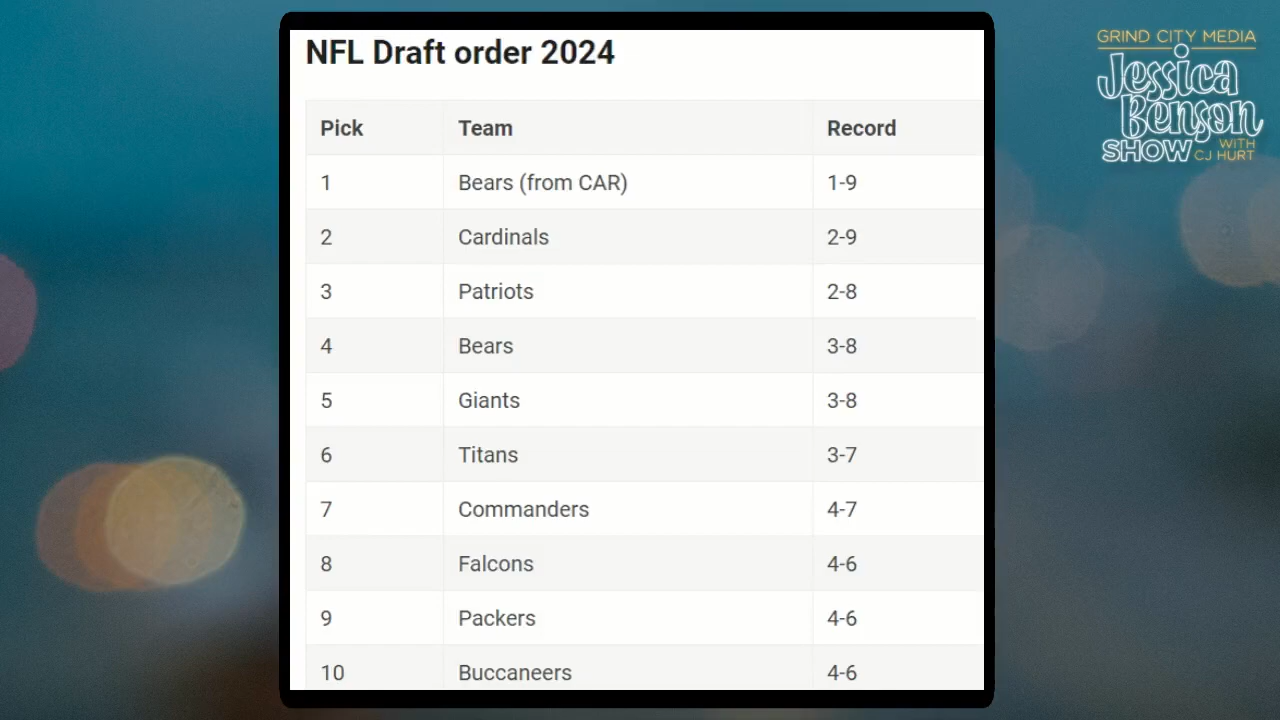 NFL Draft order 2024
Pick Team Record
1 Bears (from CAR) 1-9
2 Cardinals 2-9
3 Patriots 2-8
4 Bears 3-8
5 Giants 3-8
6 Titans 3-7
7 Commanders 4-7
8 Falcons 4-6
9 Packers 4-6
10 Buccaneers 4-6
GRIND CITY MEDIA
Jessica
Benson
SHOW WITH
CJ HURT